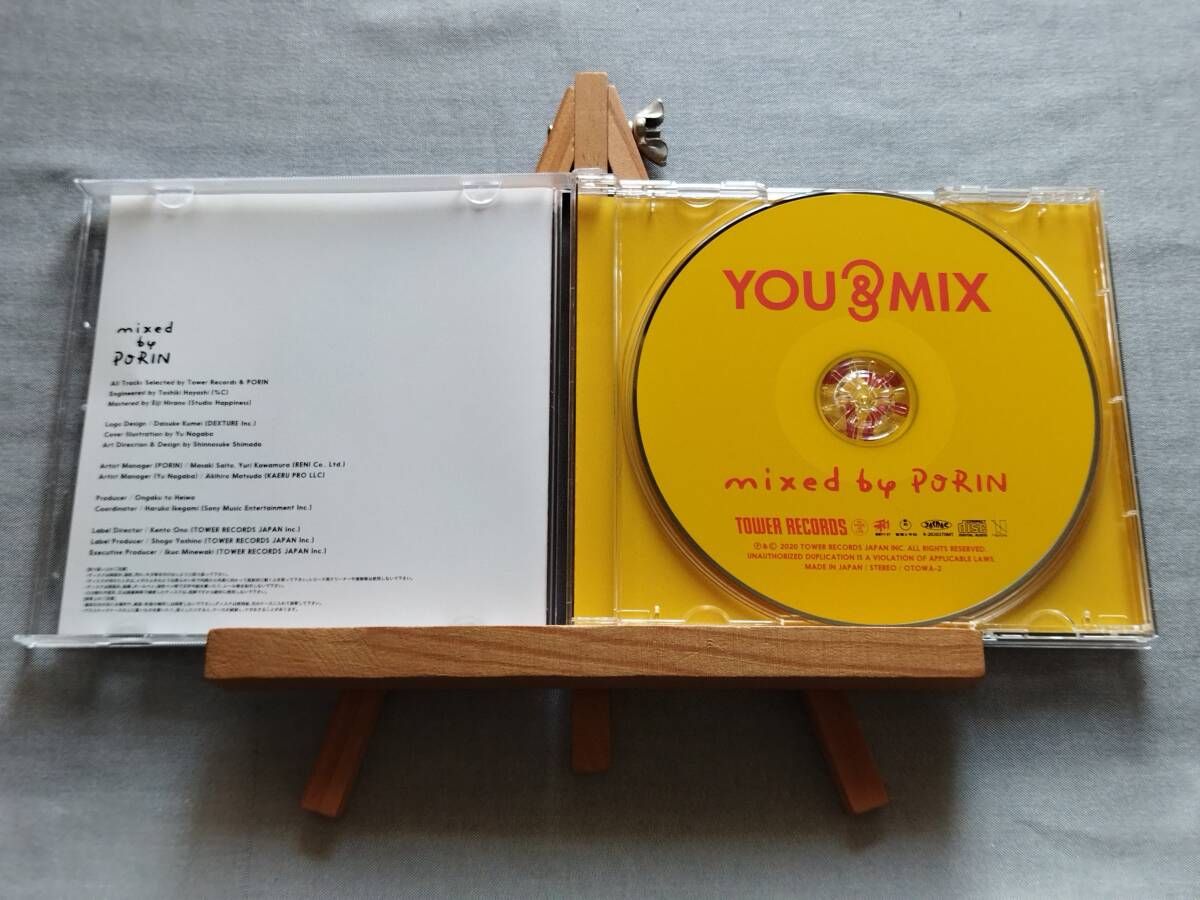 mixed
by
PORIN
All Tracks Selected by Tower Records & PORIN
Engineered by Toshiki Hayashi (%C)
Mastered by Eiji Hirano (Studio Happiness)
Logo Design / Daisuke Kumei (DEXTURE Inc.)
Cover Illustration by Yu Nagaba
Art Direction & Design by Shinnosuke Shimada
Artist Manager (PORIN) / Masaki Saito, Yuri Kawamura (RENI Co., Ltd.)
Artist Manager (Yu Nagaba) / Akihiro Matsuda (KAERU PRO LLC)
Producer / Ongaku to Heiwa
Coordinator / Haruka Ikegami (Sony Music Entertainment Inc.)
Label Director / Kento Ono (TOWER RECORDS JAPAN Inc.)
Label Producer / Shogo Yashino (TOWER RECORDS JAPAN Inc.)
Executive Producer / Ikuo Minewaki (TOWER RECORDS JAPAN Inc.)
YOU & MIX
mixed by PORIN
TOWER RECORDS
disc
DIGITAL AUDIO
℗&© 2020 TOWER RECORDS JAPAN INC. ALL RIGHTS RESERVED.
UNAUTHORIZED DUPLICATION IS A VIOLATION OF APPLICABLE LAWS.
MADE IN JAPAN / STEREO / OTOWA-2